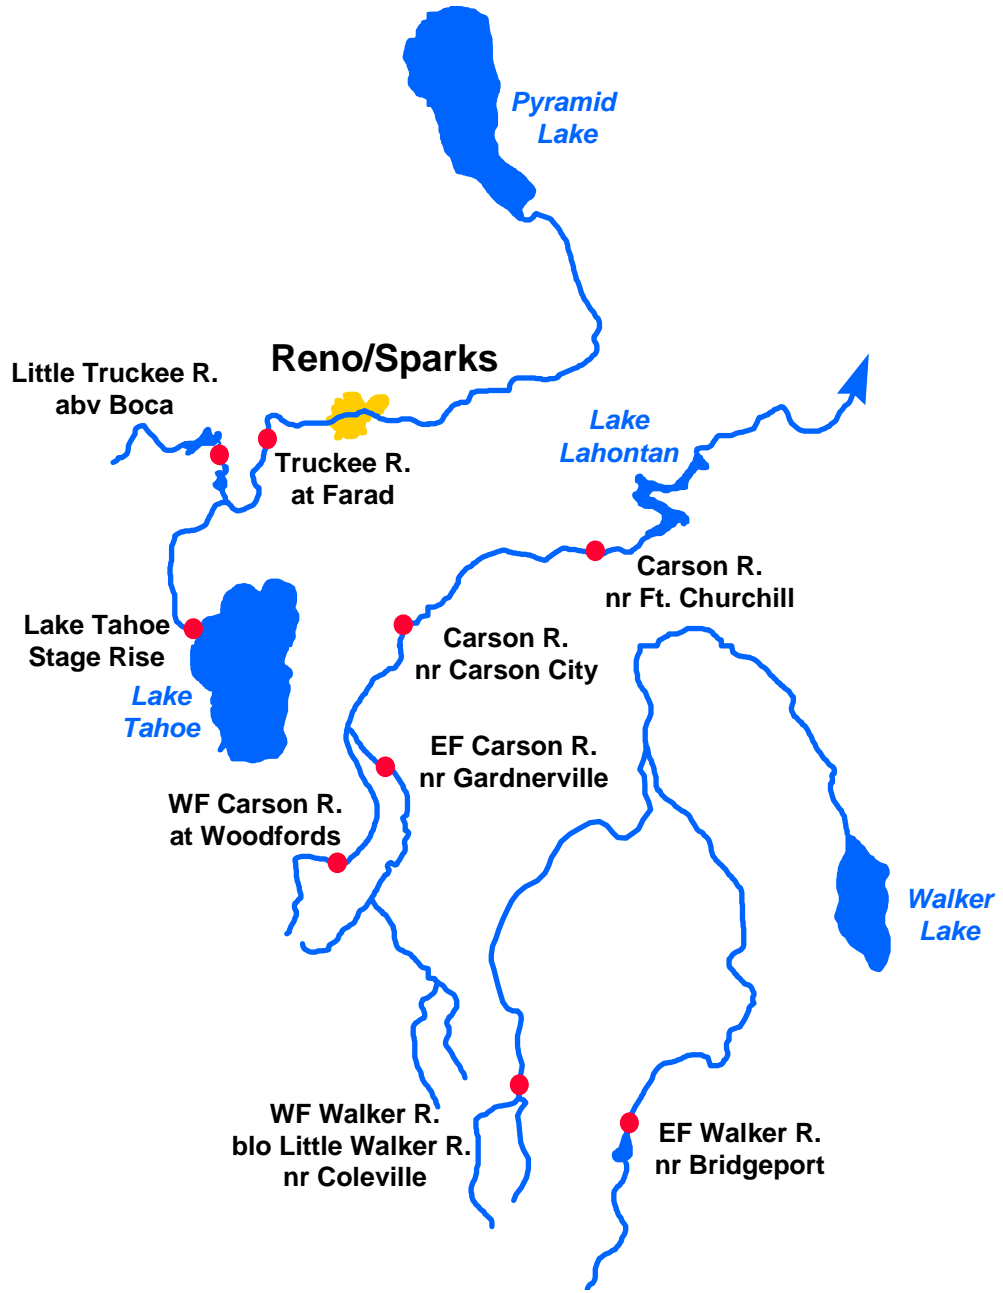 Pyramid
Lake
Reno/Sparks
Little Truckee R.
abv Boca
Truckee R.
at Farad
Lake
Lahontan
Carson R.
nr Ft. Churchill
Lake Tahoe
Stage Rise
Lake
Tahoe
Carson R.
nr Carson City
EF Carson R.
nr Gardnerville
WF Carson R.
at Woodfords
Walker
Lake
WF Walker R.
blo Little Walker R.
nr Coleville
EF Walker R.
nr Bridgeport